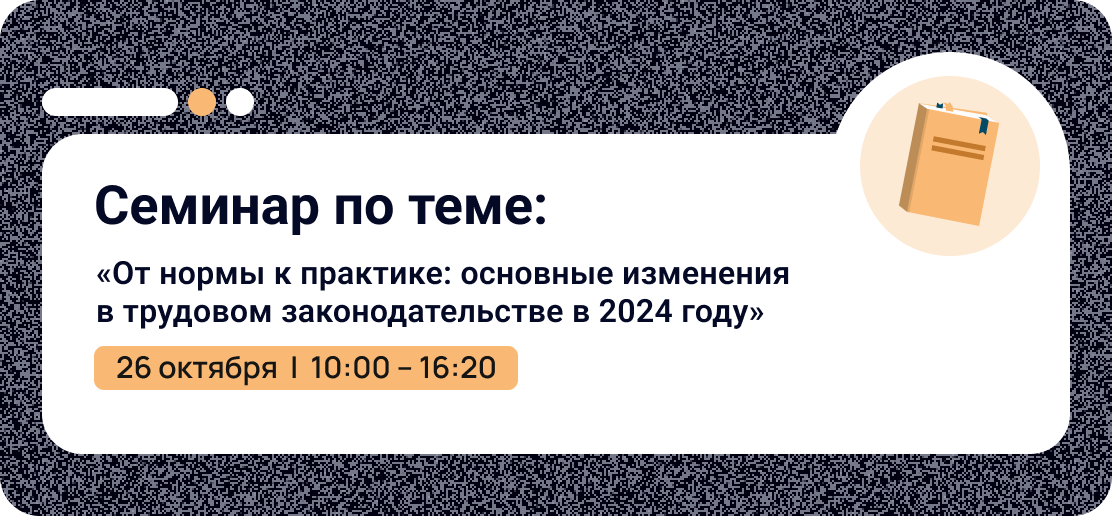 Семинар по теме:
«От нормы к практике: основные изменения
в трудовом законодательстве в 2024 году»
26 октября | 10:00 – 16:20